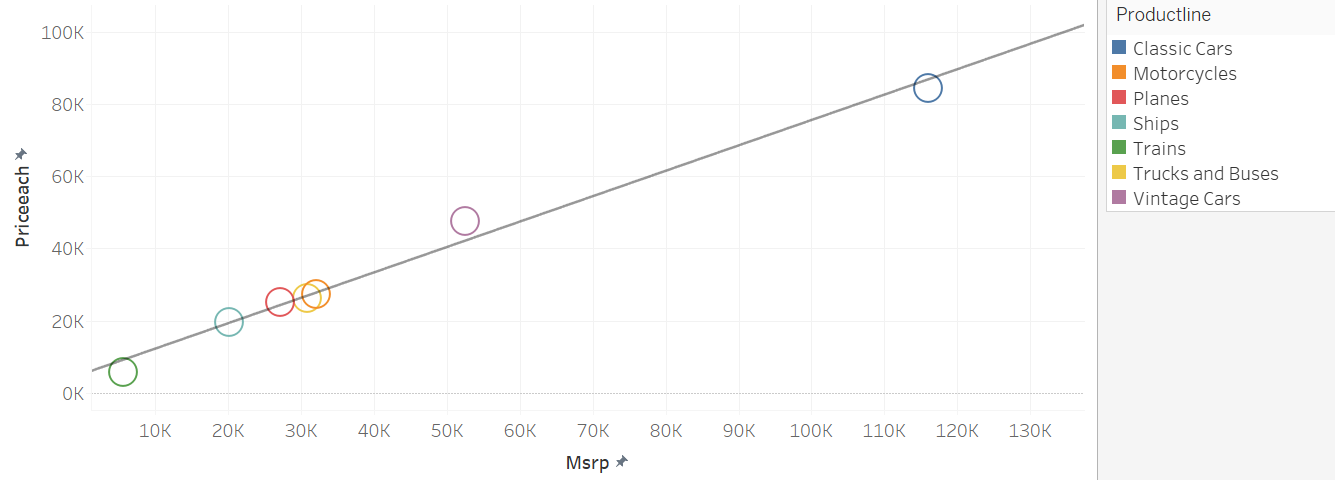 100K
80K
60K
40K
20K
0K
Priceeach
10K 20K 30K 40K 50K 60K 70K 80K 90K 100K 110K 120K 130K
Msrp
Productline
Classic Cars
Motorcycles
Planes
Ships
Trains
Trucks and Buses
Vintage Cars